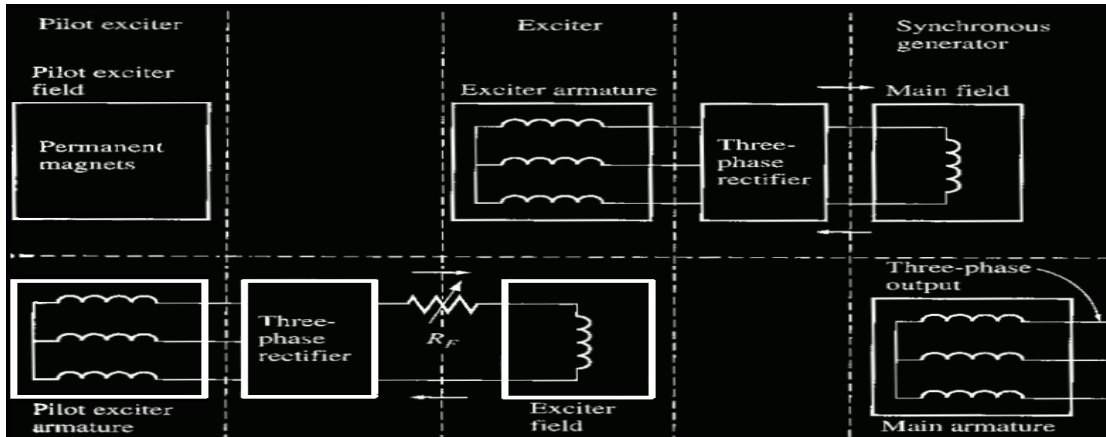 Pilot exciter
Exciter
Synchronous
generator
Pilot exciter
field
Exciter armature
Main field
Permanent
magnets
Three-
phase
rectifier
Three-phase
output
Three-
phase
rectifier
R_F
Pilot exciter
armature
Exciter
field
Main armature